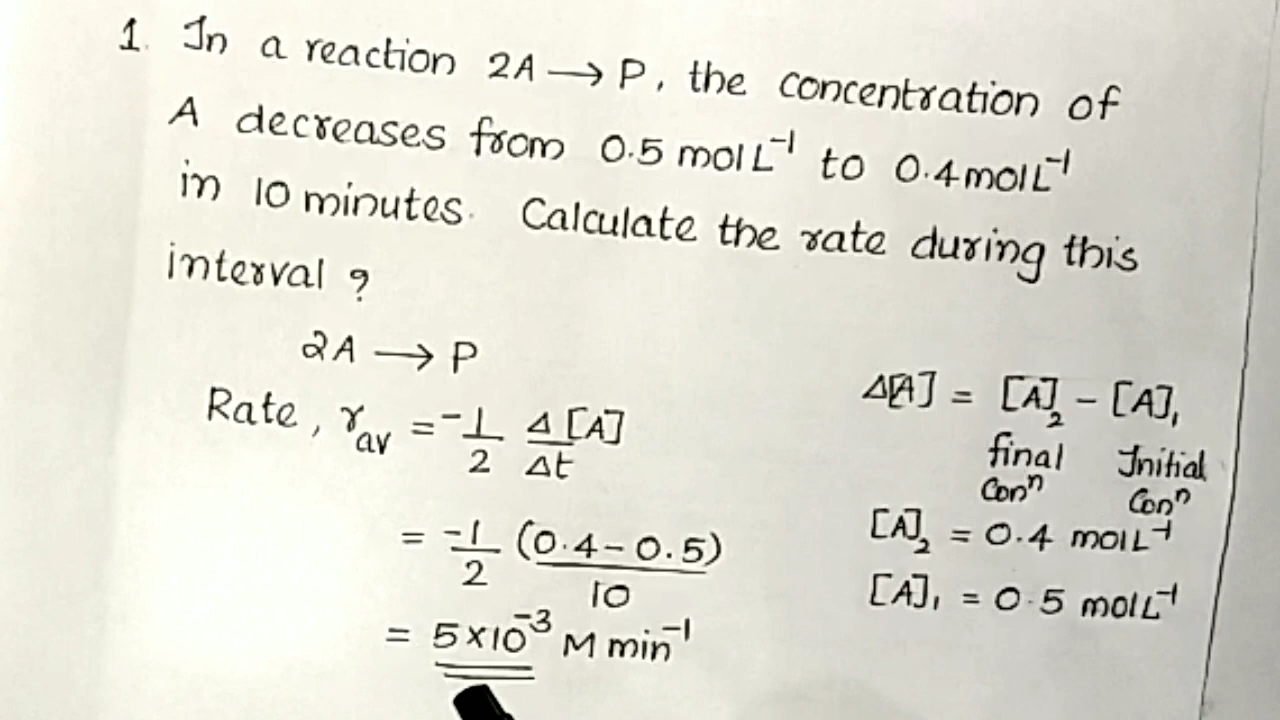 1. In a reaction 2A → P, the concentration of
A decreases from 0.5 mol L⁻¹ to 0.4 mol L⁻¹
in 10 minutes. Calculate the rate during this
interval ?
2A → P
Rate, r_av = -1/2 Δ[A]/Δt
= -1/2 (0.4-0.5)/10
= 5×10⁻³ M min⁻¹
Δ[A] = [A]₂ - [A]₁
final Initial
Conⁿ Conⁿ
[A]₂ = 0.4 mol L⁻¹
[A]₁ = 0.5 mol L⁻¹